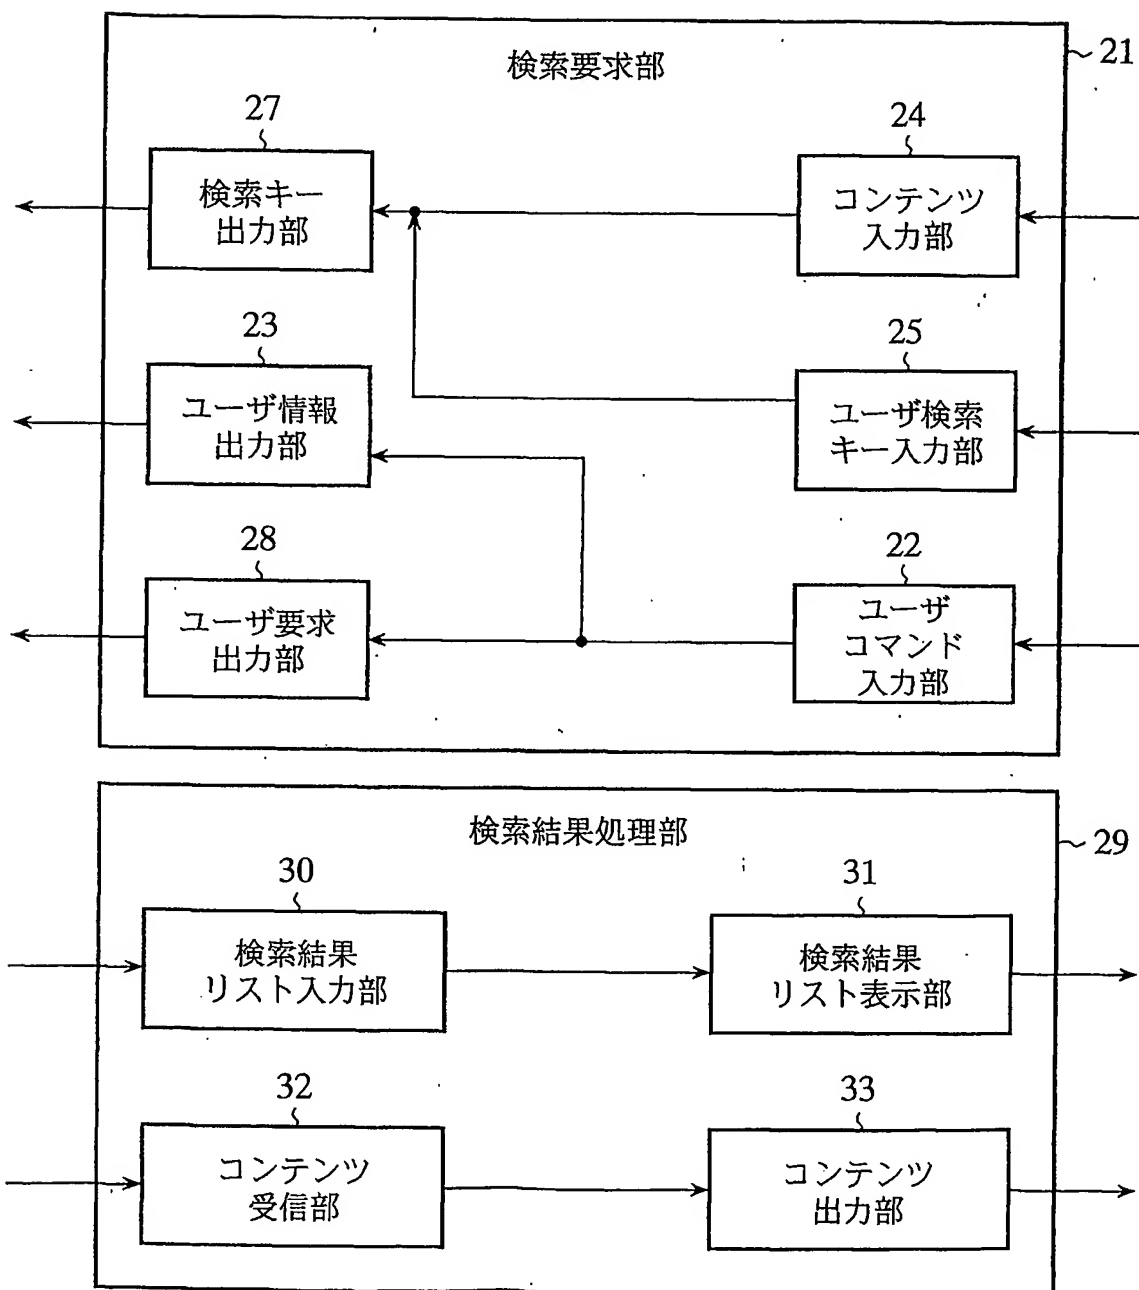 検索要求部
21
27
検索キー
出力部
24
コンテンツ
入力部
23
ユーザ情報
出力部
25
ユーザ検索
キー入力部
28
ユーザ要求
出力部
22
ユーザ
コマンド
入力部
検索結果処理部
29
30
検索結果
リスト入力部
31
検索結果
リスト表示部
32
コンテンツ
受信部
33
コンテンツ
出力部